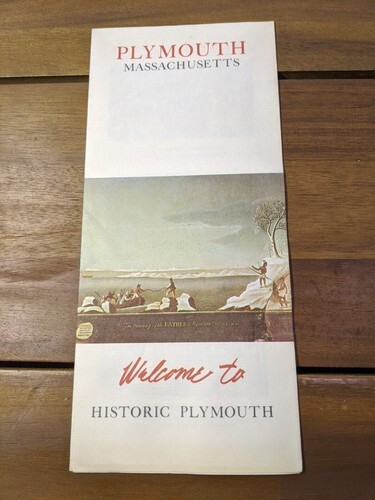 PLYMOUTH
MASSACHUSETTS
FATHERS
Welcome to
HISTORIC PLYMOUTH